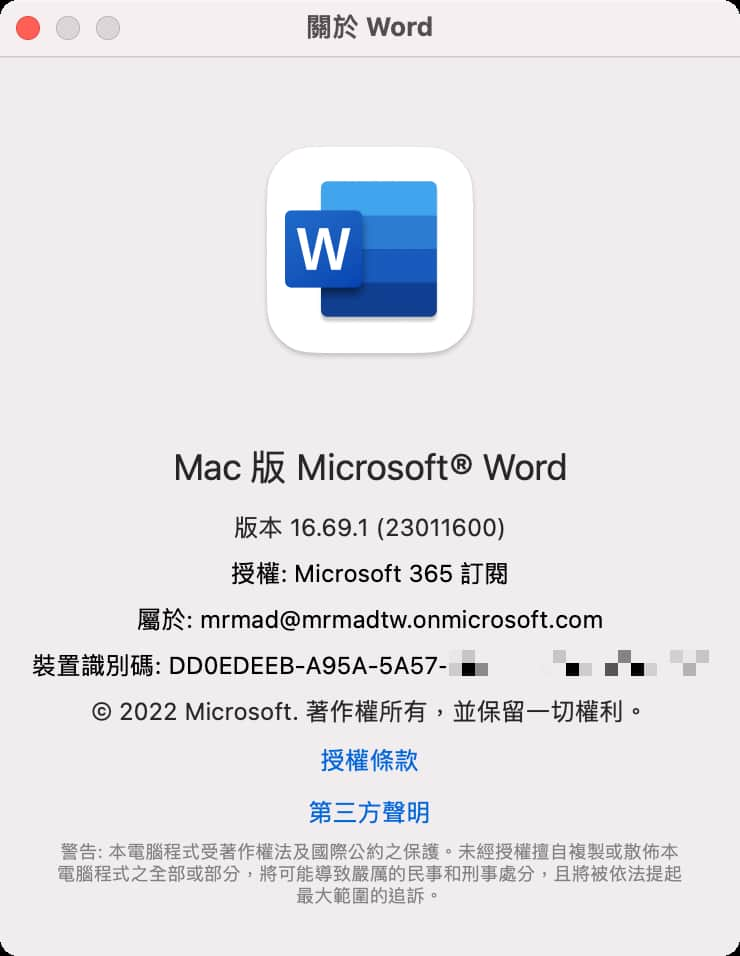 關於 Word
W
Mac 版 Microsoft® Word
版本 16.69.1 (23011600)
授權: Microsoft 365 訂閱
屬於: mrmad@mrmadtw.onmicrosoft.com
裝置識別碼: DD0EDEEB-A95A-5A57-
© 2022 Microsoft. 著作權所有，並保留一切權利。
授權條款
第三方聲明
警告: 本電腦程式受著作權法及國際公約之保護。未經授權擅自複製或散佈本
電腦程式之全部或部分，將可能導致嚴厲的民事和刑事處分，且將被依法提起
最大範圍的追訴。